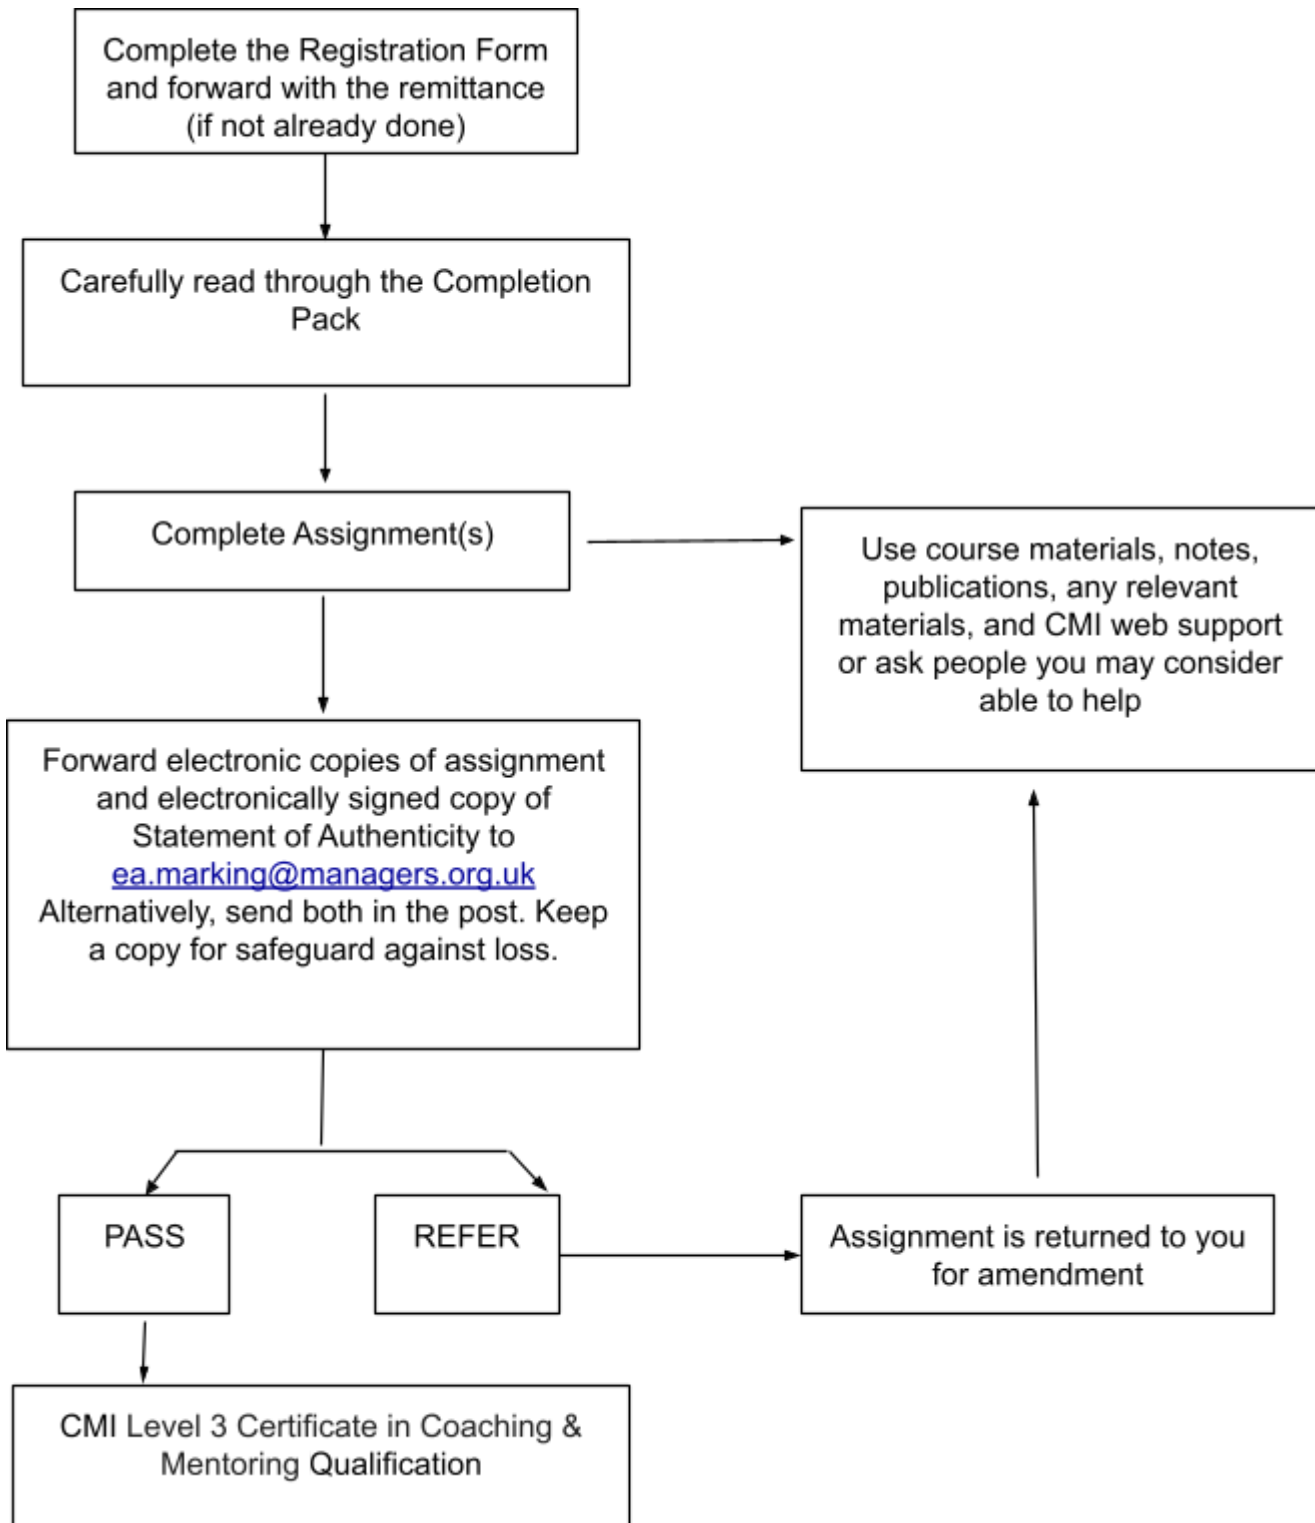 Complete the Registration Form
and forward with the remittance
(if not already done)
Carefully read through the Completion
Pack
Complete Assignment(s)
Use course materials, notes,
publications, any relevant
materials, and CMI web support
or ask people you may consider
able to help
Forward electronic copies of assignment
and electronically signed copy of
Statement of Authenticity to
ea.marking@managers.org.uk
Alternatively, send both in the post. Keep
a copy for safeguard against loss.
PASS
REFER
Assignment is returned to you
for amendment
CMI Level 3 Certificate in Coaching &
Mentoring Qualification